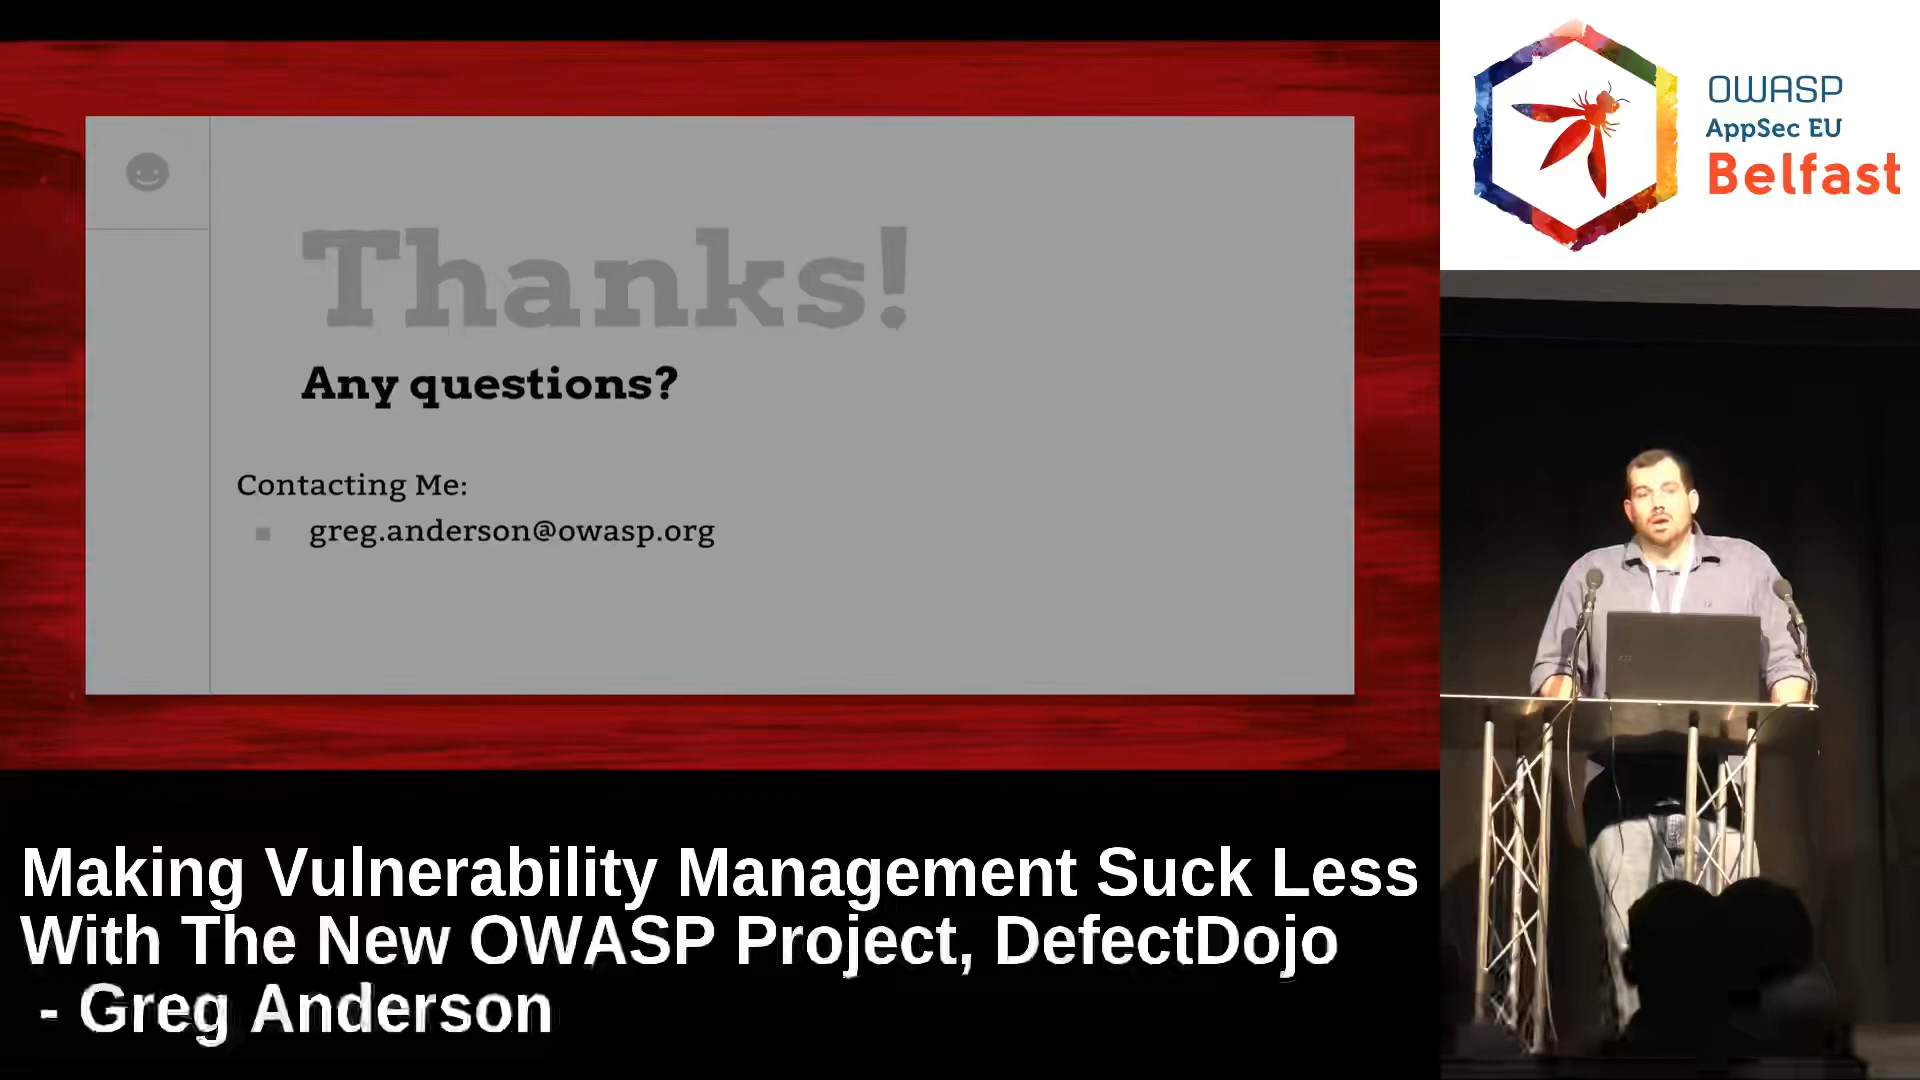 Thanks!
Any questions?
Contacting Me:
greg.anderson@owasp.org
OWASP
AppSec EU
Belfast
Making Vulnerability Management Suck Less
With The New OWASP Project, DefectDojo
- Greg Anderson